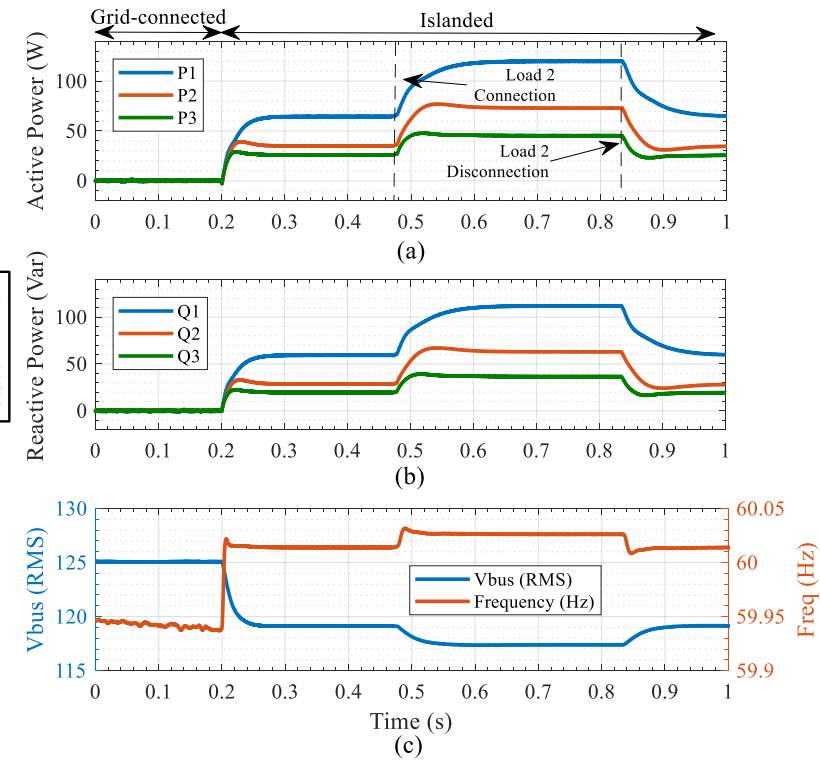 Grid-connected
Islanded
Active Power (W)
100
50
0
P1
P2
P3
Load 2
Connection
Load 2
Disconnection
0 0.1 0.2 0.3 0.4 0.5 0.6 0.7 0.8 0.9 1
(a)
Reactive Power (Var)
100
50
0
Q1
Q2
Q3
0 0.1 0.2 0.3 0.4 0.5 0.6 0.7 0.8 0.9 1
(b)
Vbus (RMS)
130
125
120
115
Vbus (RMS)
Frequency (Hz)
60.05
60
59.95
59.9
Freq (Hz)
0 0.1 0.2 0.3 0.4 0.5 0.6 0.7 0.8 0.9 1
Time (s)
(c)